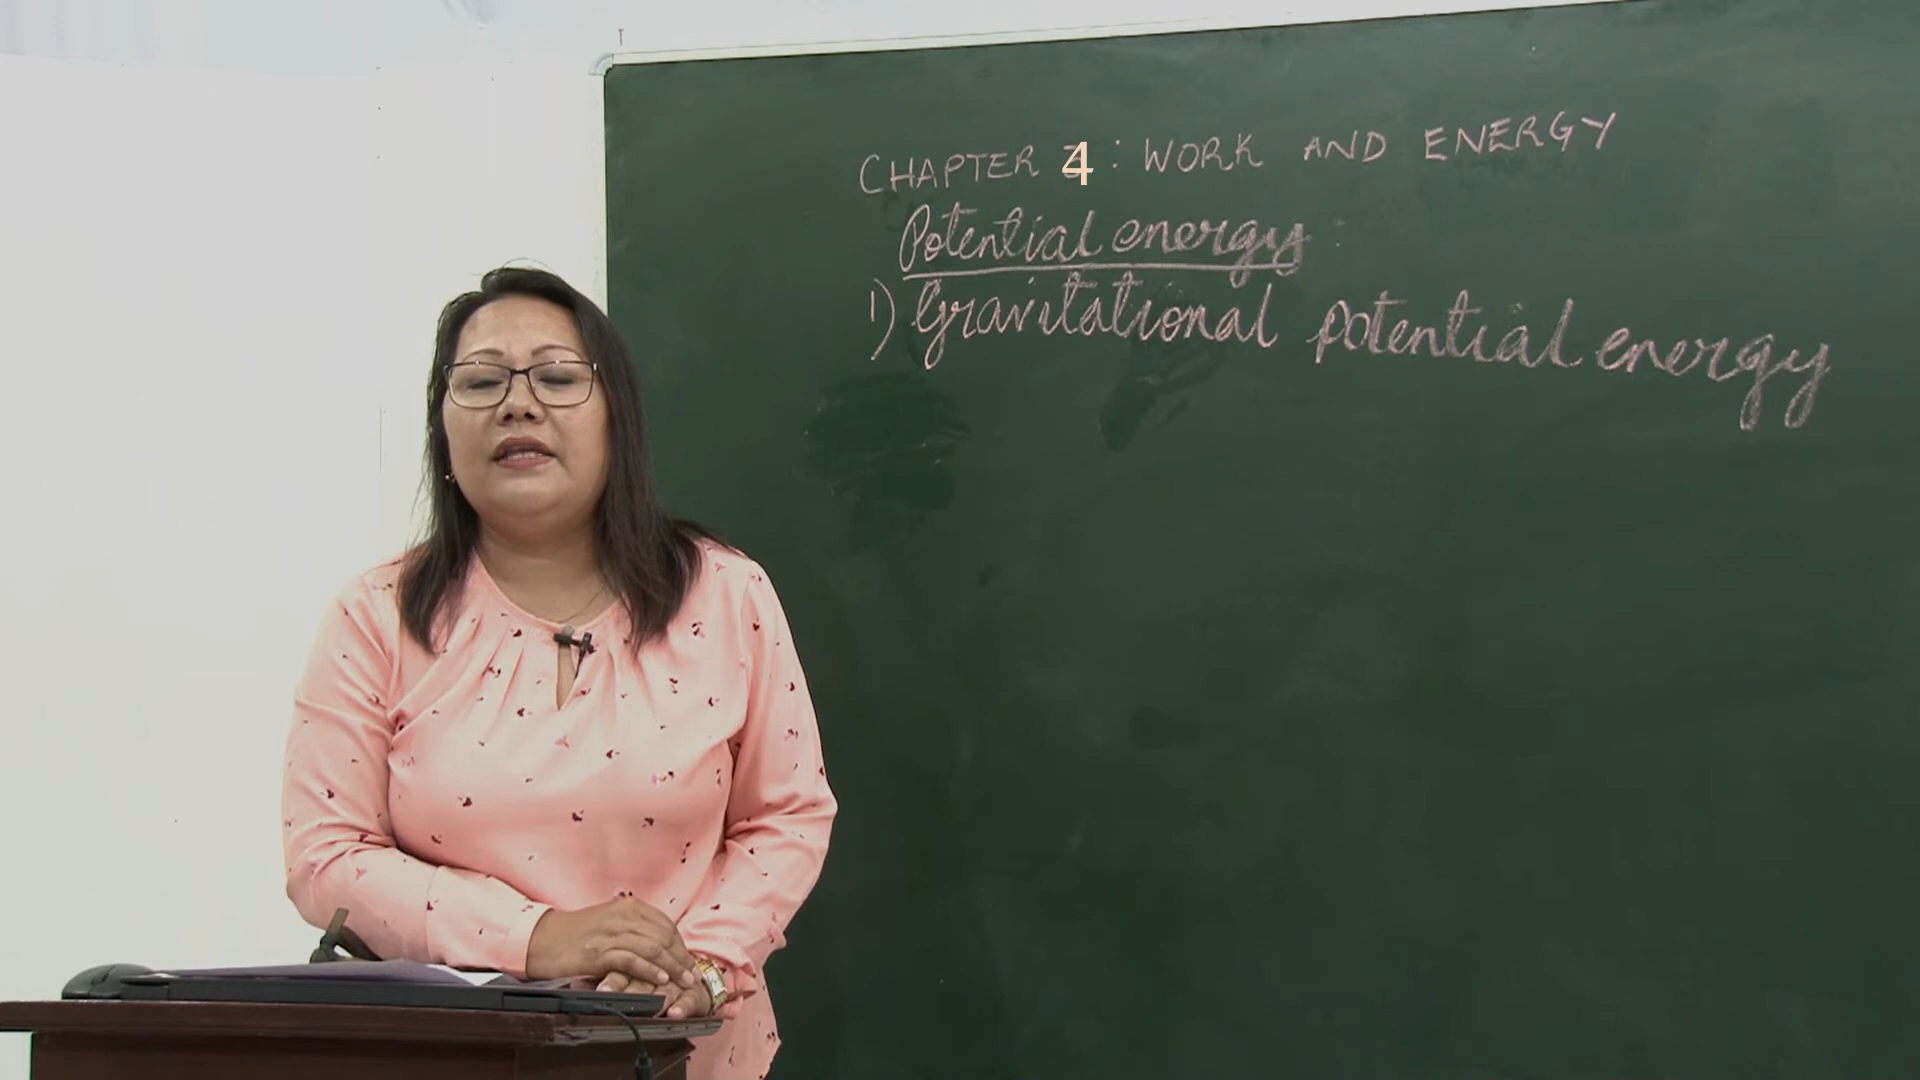 CHAPTER 4 : WORK AND ENERGY
Potential energy
1) Gravitational potential energy